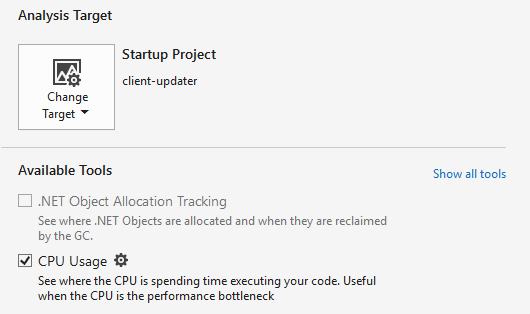 Analysis Target
Startup Project
client-updater
Change
Target
Available Tools
Show all tools
.NET Object Allocation Tracking
See where .NET Objects are allocated and when they are reclaimed
by the GC.
CPU Usage
See where the CPU is spending time executing your code. Useful
when the CPU is the performance bottleneck